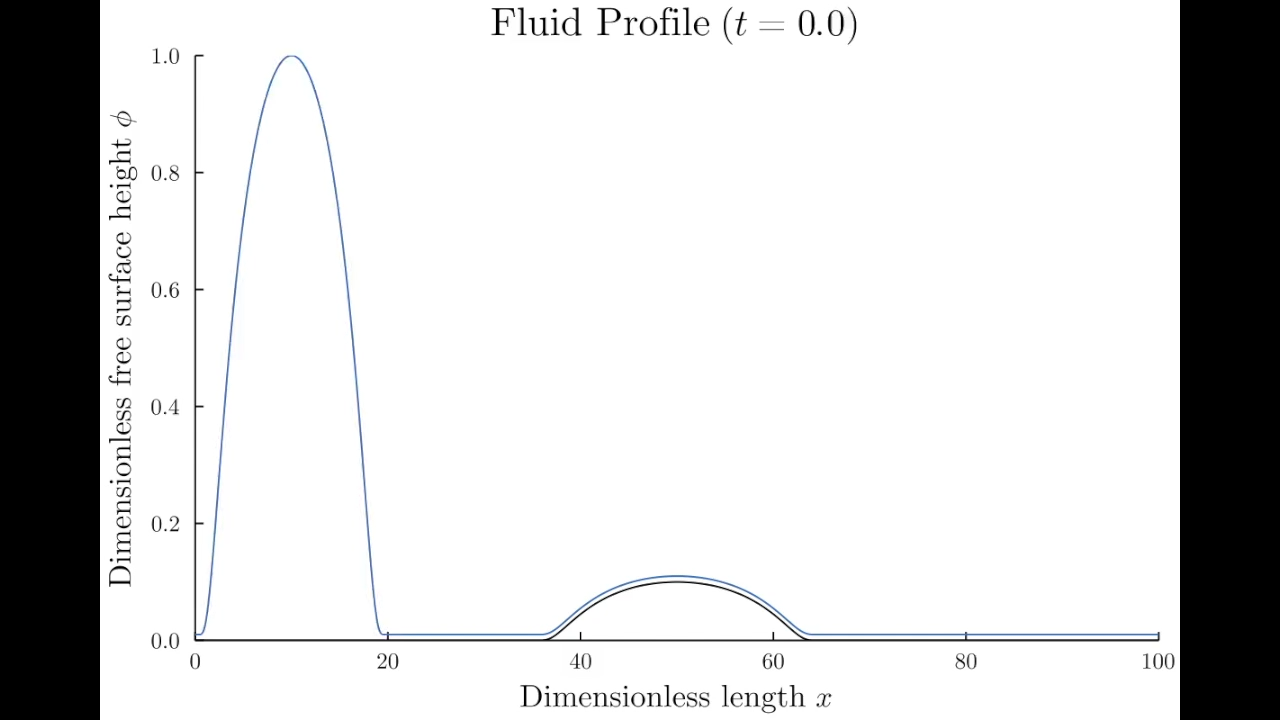 Fluid Profile (t = 0.0)
Dimensionless free surface height ϕ
1.0
0.8
0.6
0.4
0.2
0.0
0 20 40 60 80 100
Dimensionless length x